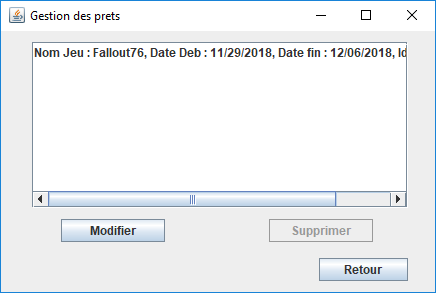 Gestion des prets
Nom Jeu : Fallout76, Date Deb : 11/29/2018, Date fin : 12/06/2018, Id
Modifier
Supprimer
Retour